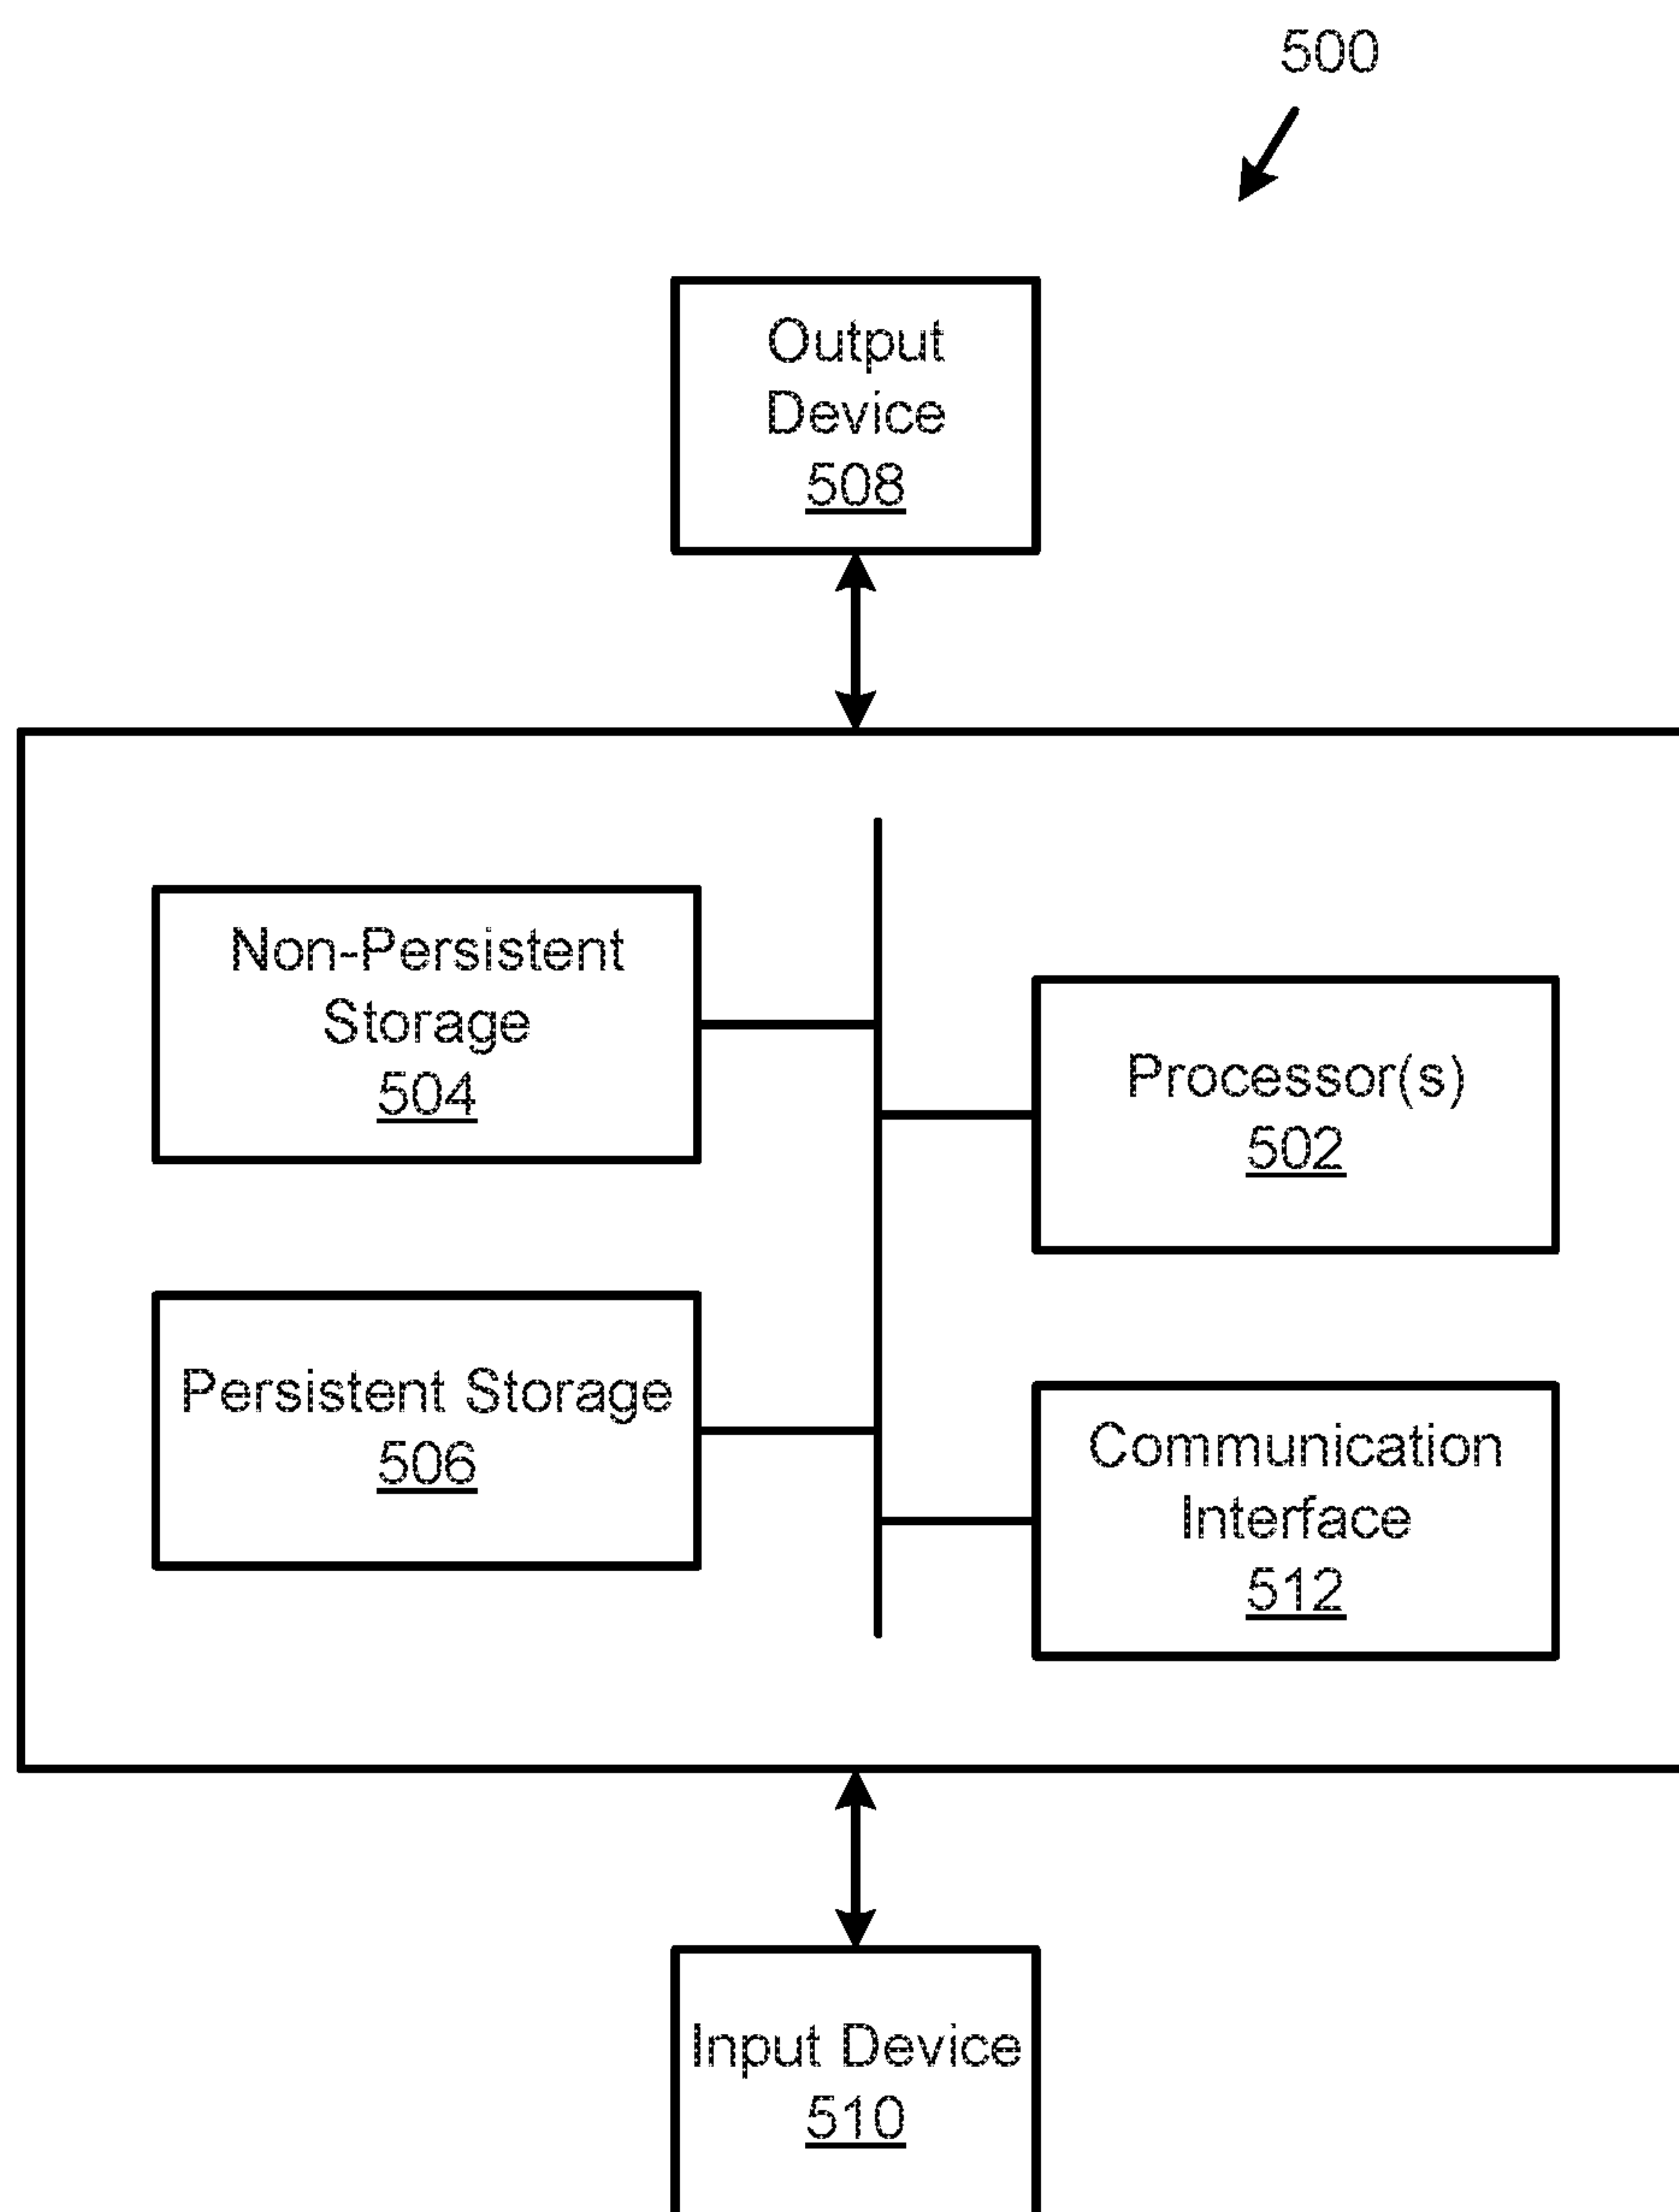 500
Output
Device
508
Non-Persistent
Storage
504
Processor(s)
502
Persistent Storage
506
Communication
Interface
512
Input Device
510